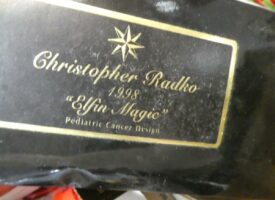 Christopher Radko
1998
"Elfin Magic"
Pediatric Cancer Design